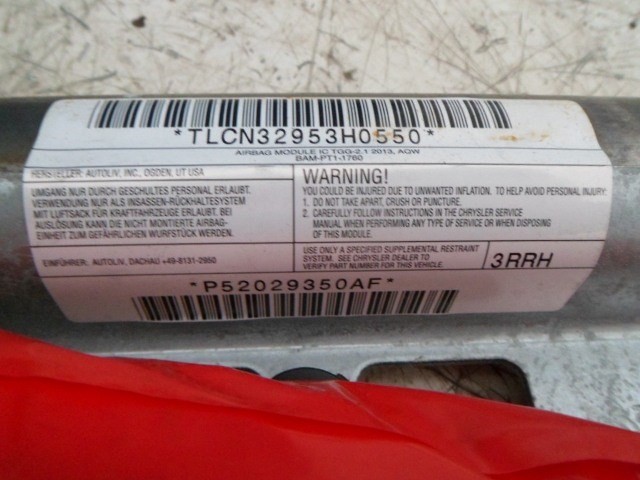 *TLCN32953H0550*
AIRBAG MODULE IC TGG-2.1 2013, AQW
BAM-PT1-1760
HERSTELLER: AUTOLIV, INC., OGDEN, UT USA
UMGANG NUR DURCH GESCHULTES PERSONAL ERLAUBT.
VERWENDUNG NUR ALS INSASSEN-RÜCKHALTESYSTEM
MIT LUFTSACK FÜR KRAFTFAHRZEUGE ERLAUBT. BEI
AUSLÖSUNG KANN DIE NICHT MONTIERTE AIRBAG-
EINHEIT ZUM GEFÄHRLICHEN WURFSTÜCK WERDEN.
EINFÜHRER: AUTOLIV, DACHAU +49-8131-2950
WARNING!
YOU COULD BE INJURED DUE TO UNWANTED INFLATION. TO HELP AVOID PERSONAL INJURY:
1. DO NOT TAKE APART, CRUSH OR PUNCTURE.
2. CAREFULLY FOLLOW INSTRUCTIONS IN THE CHRYSLER SERVICE
MANUAL WHEN PERFORMING ANY TYPE OF SERVICE OR WHEN DISPOSING
OF THIS MODULE.
USE ONLY A SPECIFIED SUPPLEMENTAL RESTRAINT
SYSTEM. SEE CHRYSLER DEALER TO
VERIFY PART NUMBER FOR THIS VEHICLE.
3RRH
*P52029350AF*